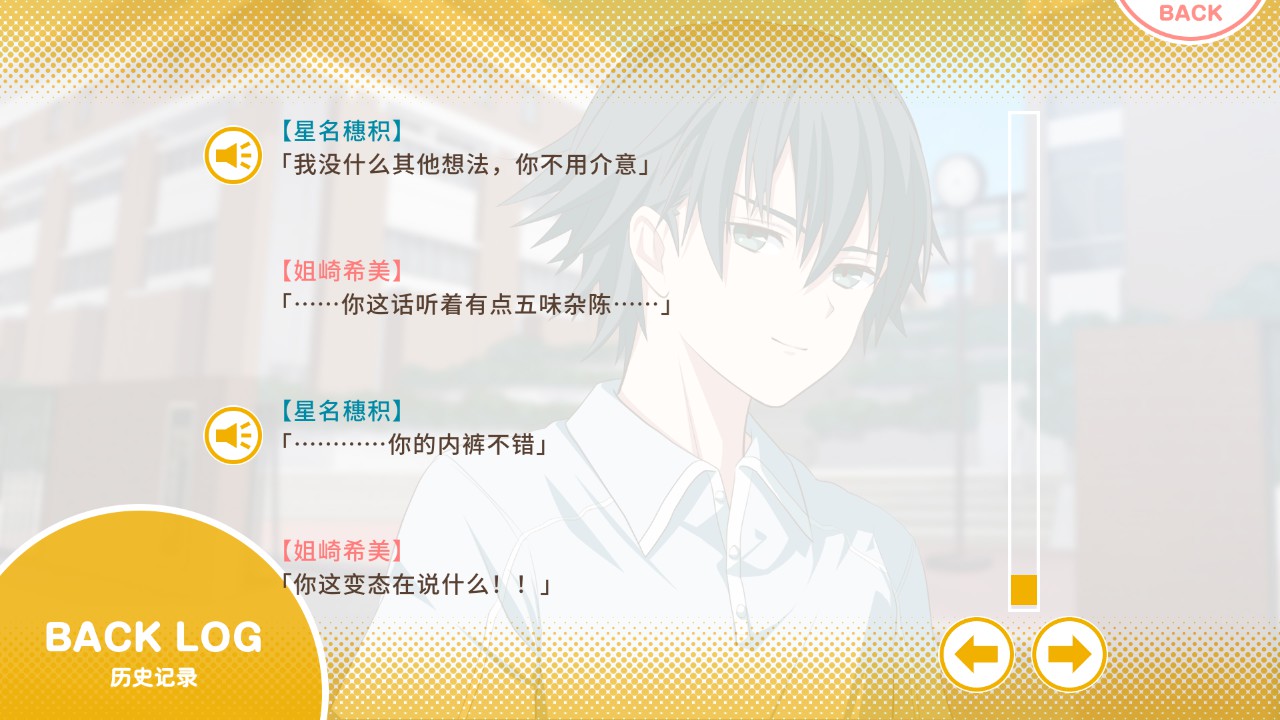 BACK
【星名穗积】
「我没什么其他想法，你不用介意」
【姐崎希美】
「……你这话听着有点五味杂陈……」
【星名穗积】
「…………你的内裤不错」
【姐崎希美】
「你这变态在说什么！！」
BACK LOG
历史记录